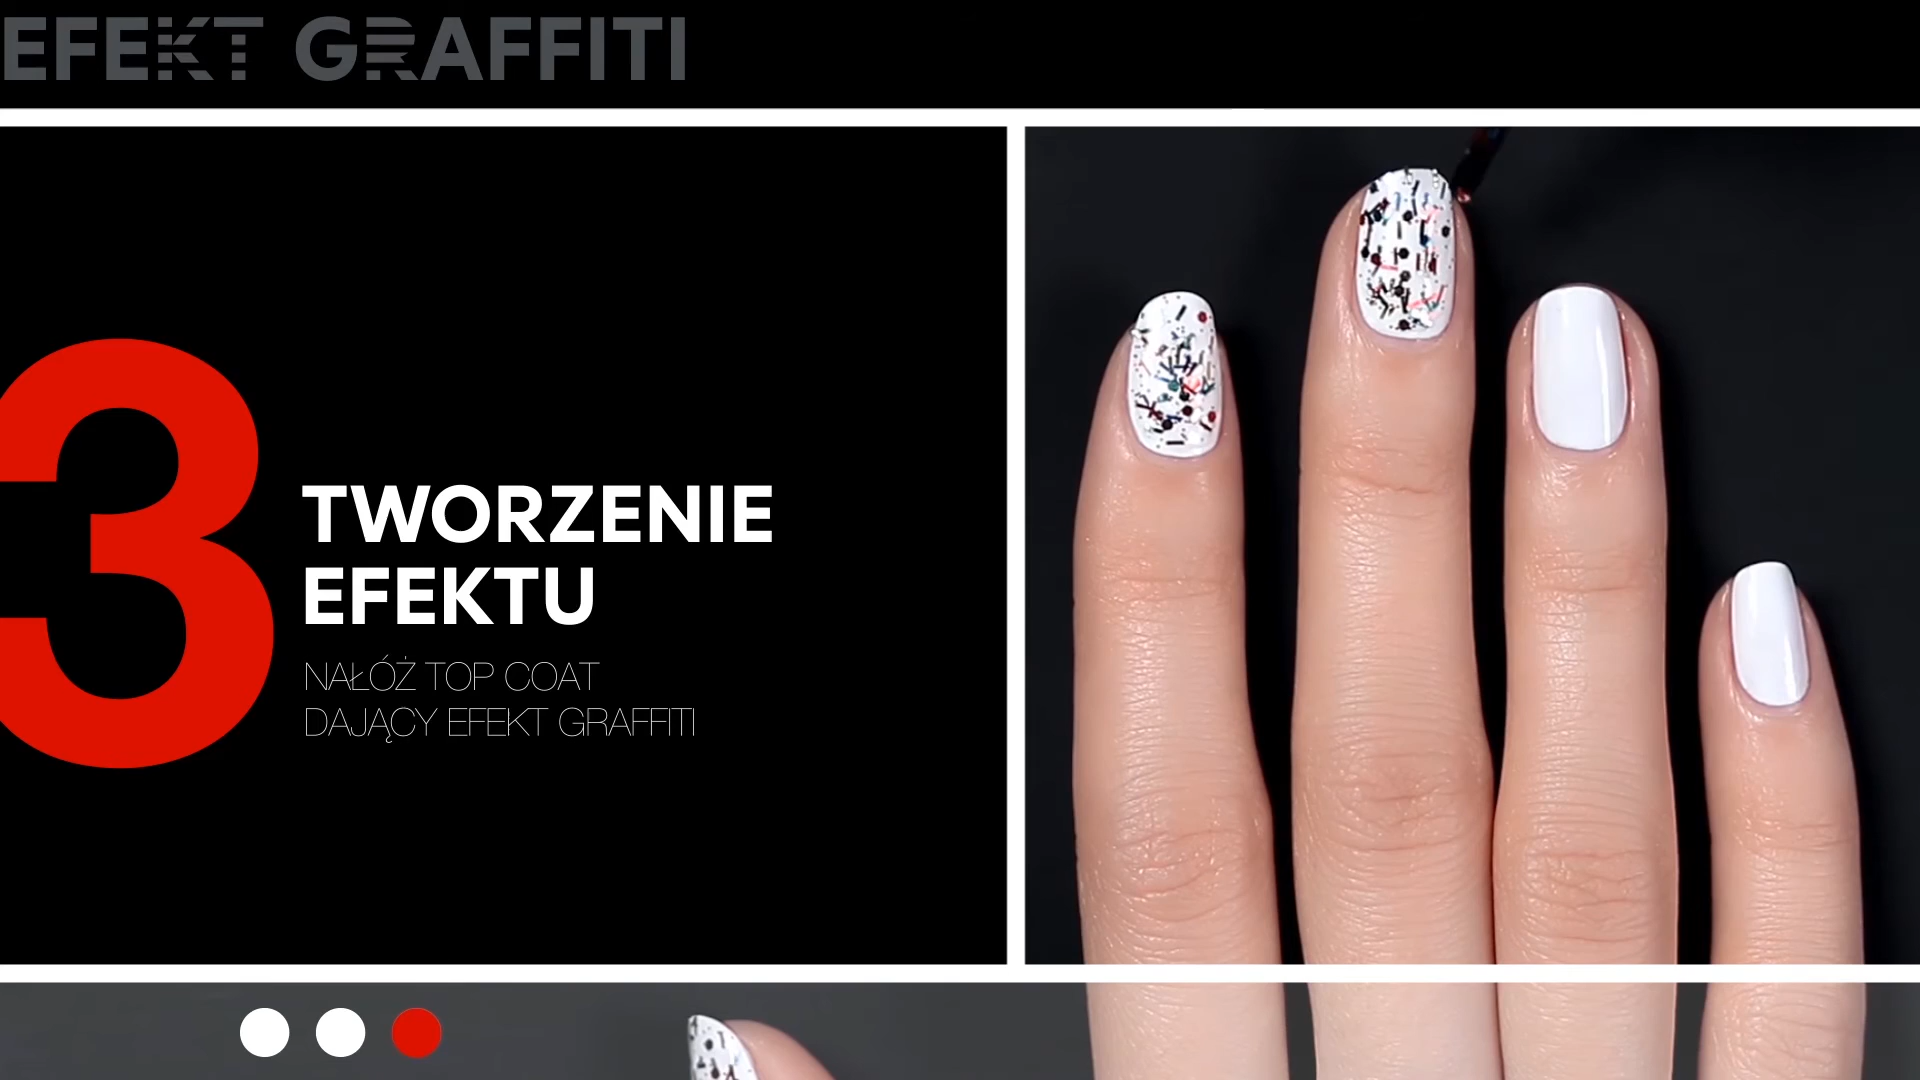 EFEKT GRAFFITI
3
TWORZENIE
EFEKTU
NAŁÓŻ TOP COAT
DAJĄCY EFEKT GRAFFITI